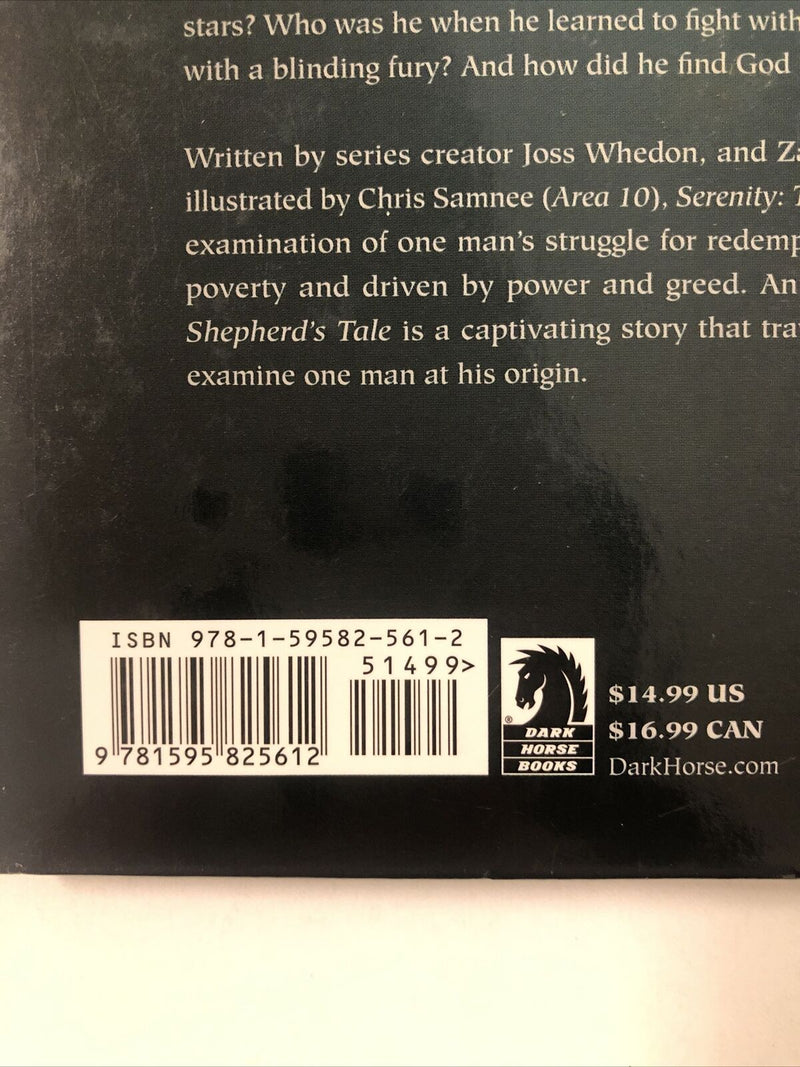 stars? Who was he when he learned to fight with
with a blinding fury? And how did he find God
Written by series creator Joss Whedon, and Za
illustrated by Chris Samnee (Area 10), Serenity: T
examination of one man's struggle for redemp
poverty and driven by power and greed. An
Shepherd's Tale is a captivating story that tra
examine one man at his origin.
ISBN 978-1-59582-561-2
51499>
9 781595 825612
®
DARK
HORSE
BOOKS
$14.99 US
$16.99 CAN
DarkHorse.com